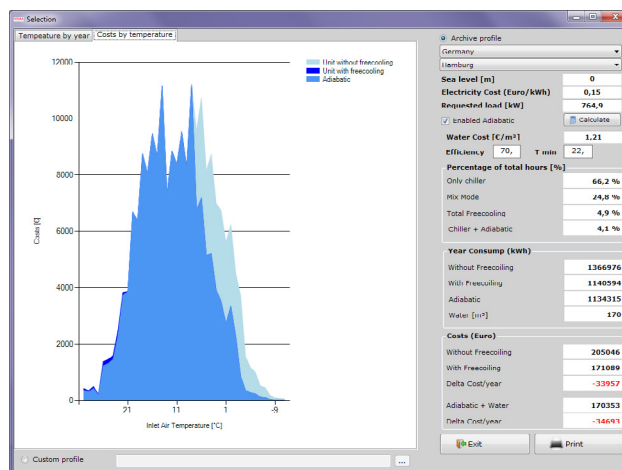 Selection
Tempeature by year
Costs by temperature
Unit without freecooling
Unit with freecooling
Adiabatic
12000
10000
8000
6000
4000
2000
0
Costs [€]
21 11 1 -9
Inlet Air Temperature [°C]
Archive profile
Germany
Hamburg
Sea level [m] 0
Electricity Cost (Euro/kWh) 0,15
Requested load [kW] 764,9
Enabled Adiabatic Calculate
Water Cost [€/m³] 1,21
Efficiency 70, T min 22,
Percentage of total hours [%]
Only chiller 66,2 %
Mix Mode 24,8 %
Total Freecooling 4,9 %
Chiller + Adiabatic 4,1 %
Year Consump (kWh)
Without Freecoiling 1366976
With Freecoiling 1140594
Adiabatic 1134315
Water [m³] 170
Costs (Euro)
Without Freecoiling 205046
With Freecoiling 171089
Delta Cost/year -33957
Adiabatic + Water 170353
Delta Cost/year -34693
Exit Print
Custom profile ...